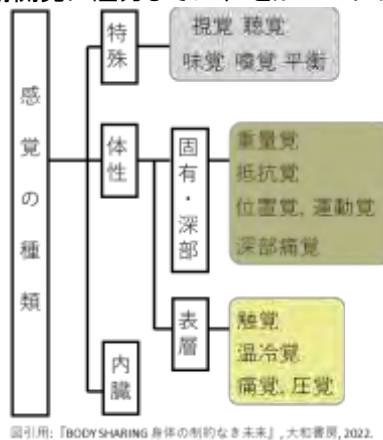 感覚の種類
特殊
視覚 聴覚
味覚 嗅覚 平衡
体性
固有・深部
重量覚
抵抗覚
位置覚，運動覚
深部痛覚
表層
触覚
温冷覚
痛覚，圧覚
内臓
図引用：『BODY SHARING 身体の制約なき未来』，大和書房，2022．